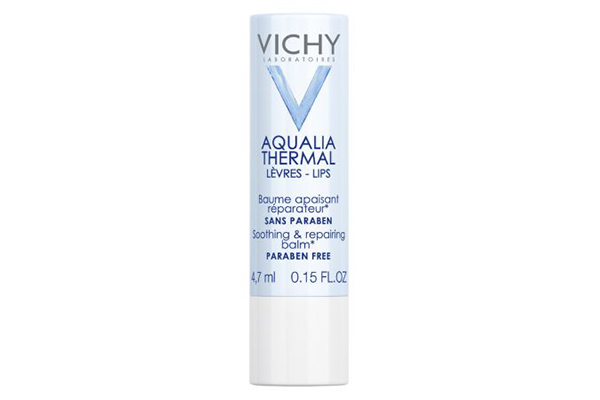 VICHY
LABORATOIRES
AQUALIA
THERMAL
LÈVRES - LIPS
Baume apaisant
réparateur*
SANS PARABEN
Soothing & repairing
balm*
PARABEN FREE
4,7 ml 0.15 FL.OZ